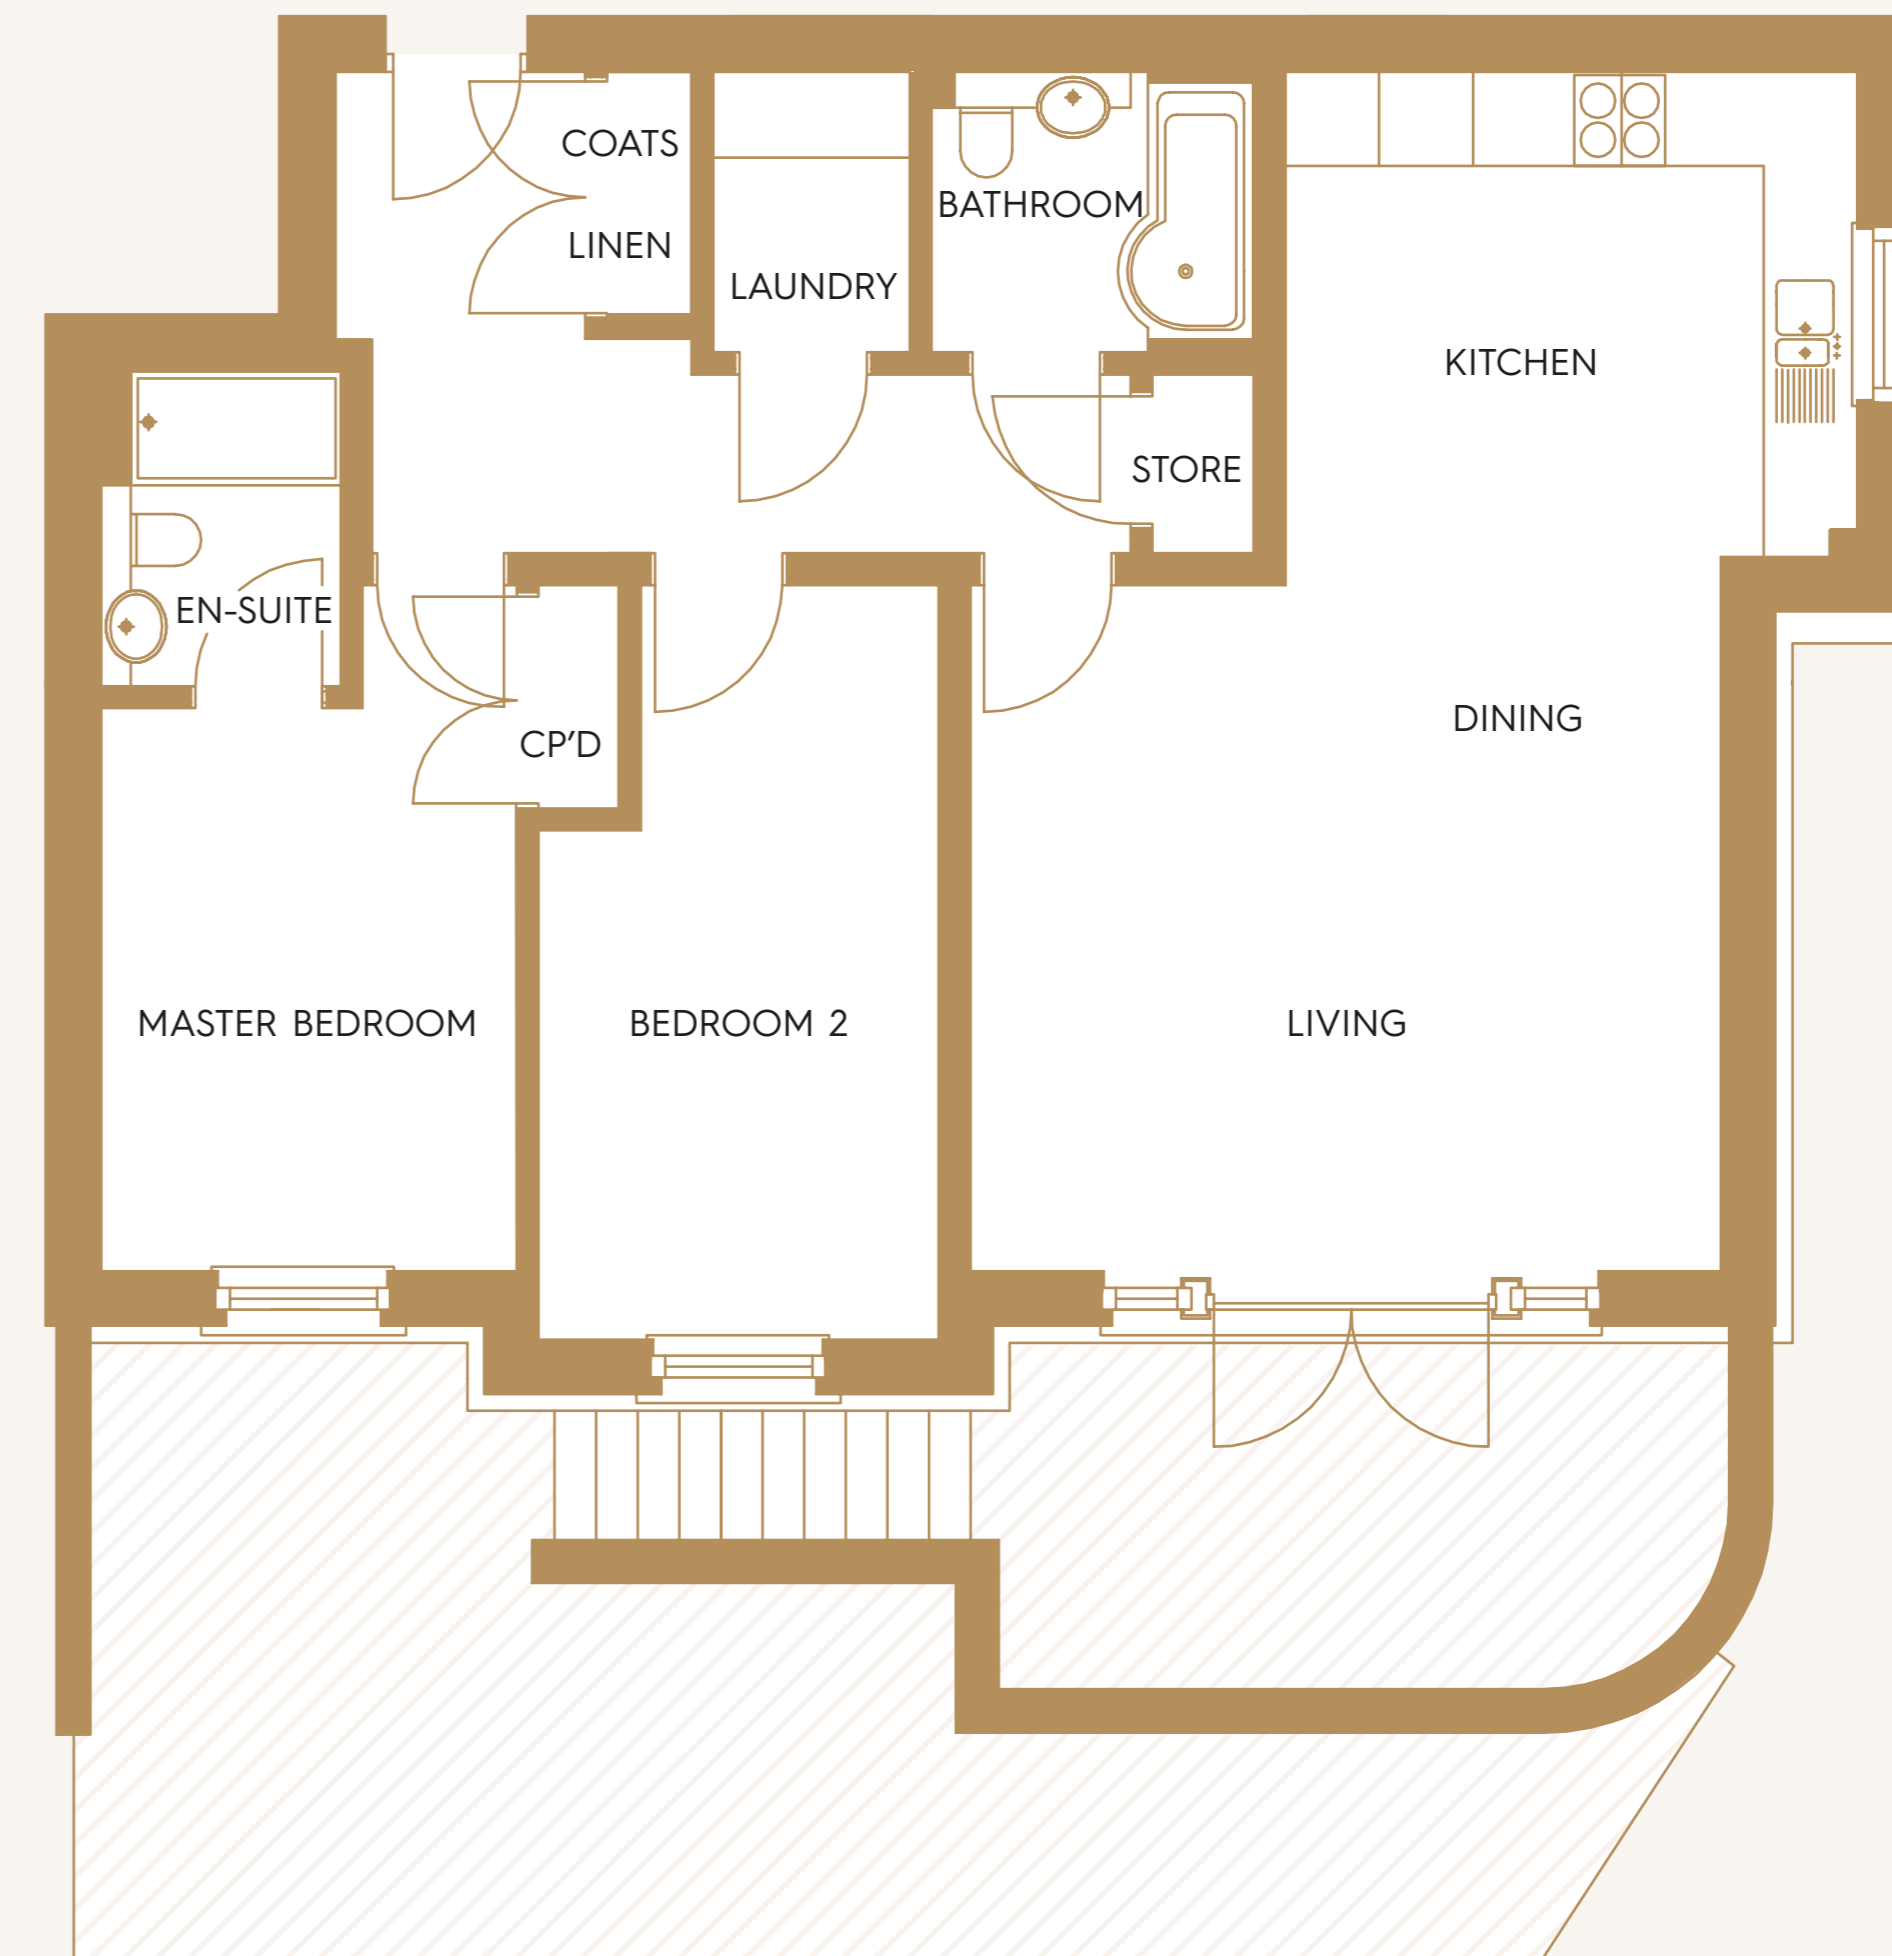 COATS
LINEN
LAUNDRY
BATHROOM
KITCHEN
STORE
EN-SUITE
CP'D
DINING
MASTER BEDROOM
BEDROOM 2
LIVING